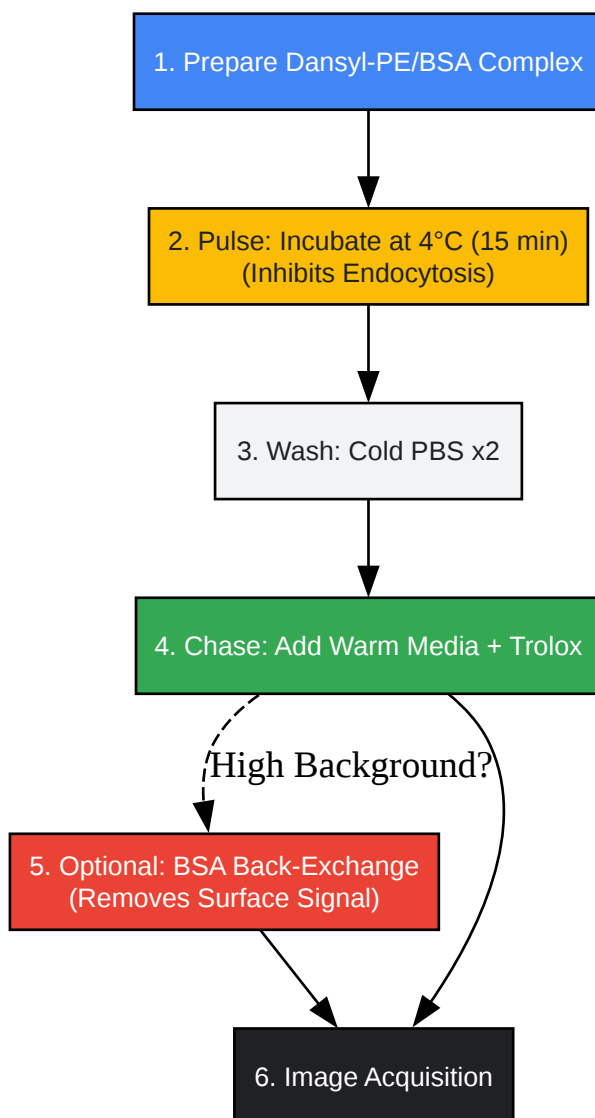 1. Prepare Dansyl-PE/BSA Complex
2. Pulse: Incubate at 4°C (15 min)
(Inhibits Endocytosis)
3. Wash: Cold PBS x2
4. Chase: Add Warm Media + Trolox
High Background?
5. Optional: BSA Back-Exchange
(Removes Surface Signal)
6. Image Acquisition